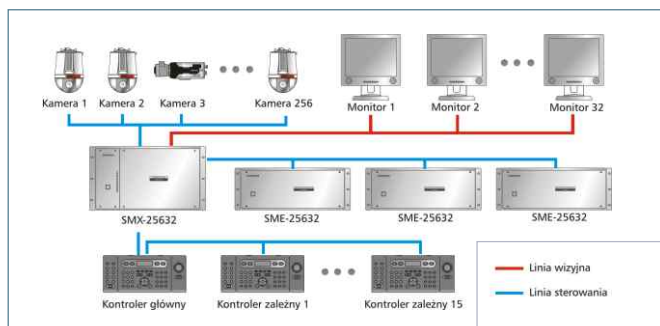 Kamera 1
Kamera 2
Kamera 3
Kamera 256
Monitor 1
Monitor 2
Monitor 32
SMX-25632
SME-25632
SME-25632
SME-25632
Kontroler główny
Kontroler zależny 1
Kontroler zależny 15
Linia wizyjna
Linia sterowania